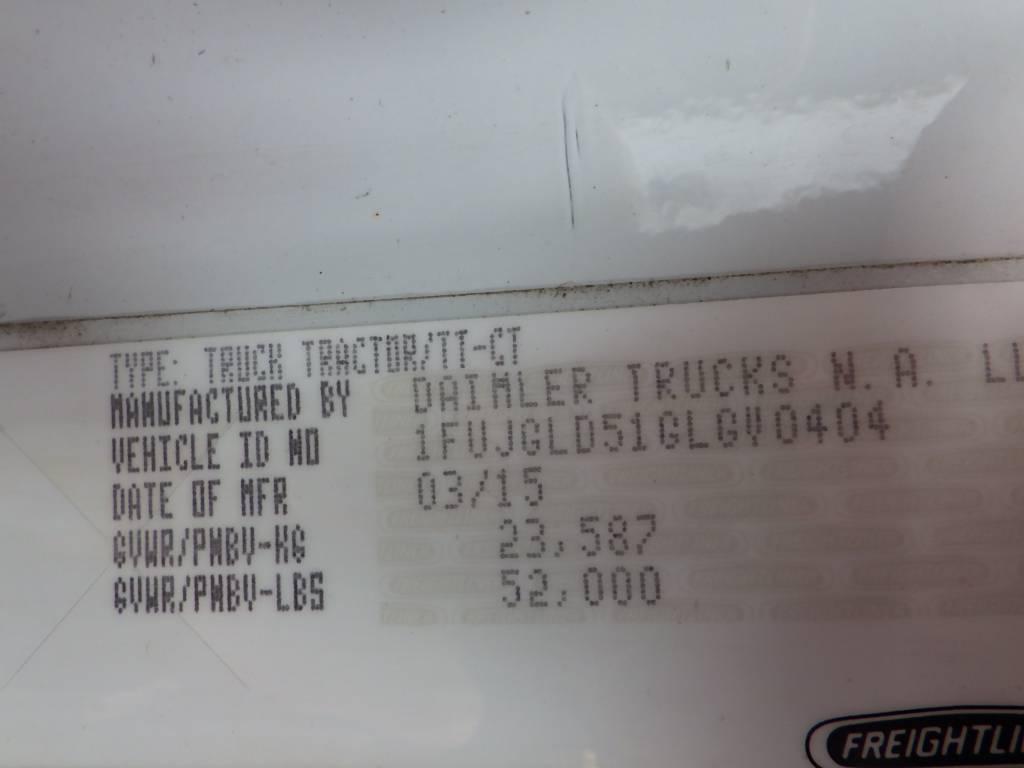 TYPE: TRUCK TRACTOR/TT-CT
MANUFACTURED BY DAIMLER TRUCKS N.A. LL
VEHICLE ID NO 1FUJGLD51GLGV0404
DATE OF MFR 03/15
GVWR/PNBV-KG 23,587
GVWR/PNBV-LBS 52,000
FREIGHTLI